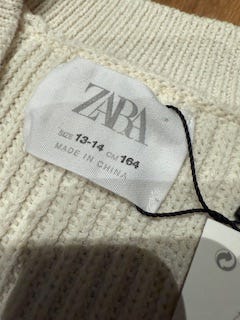 ZARA
SIZE 13-14 CM 164
MADE IN CHINA